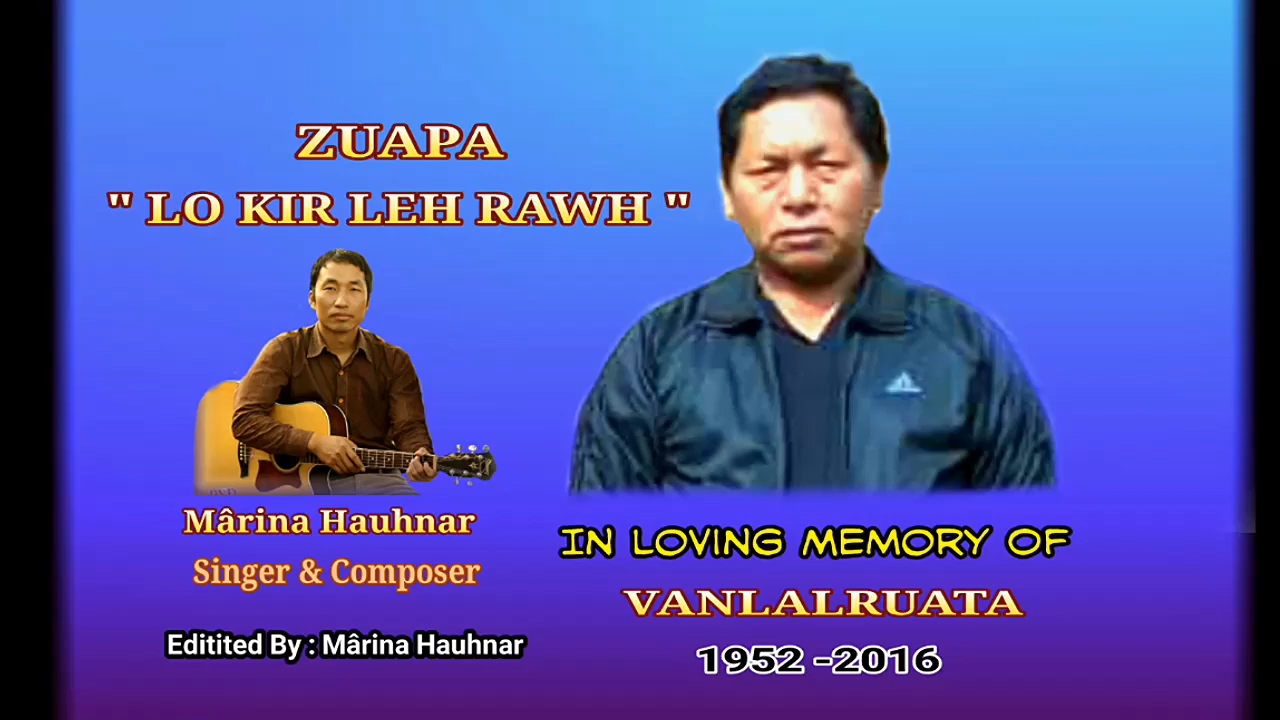 ZUAPA
" LO KIR LEH RAWH "
Mârina Hauhnar
Singer & Composer
Editited By : Mârina Hauhnar
IN LOVING MEMORY OF
VANLALRUATA
1952 -2016